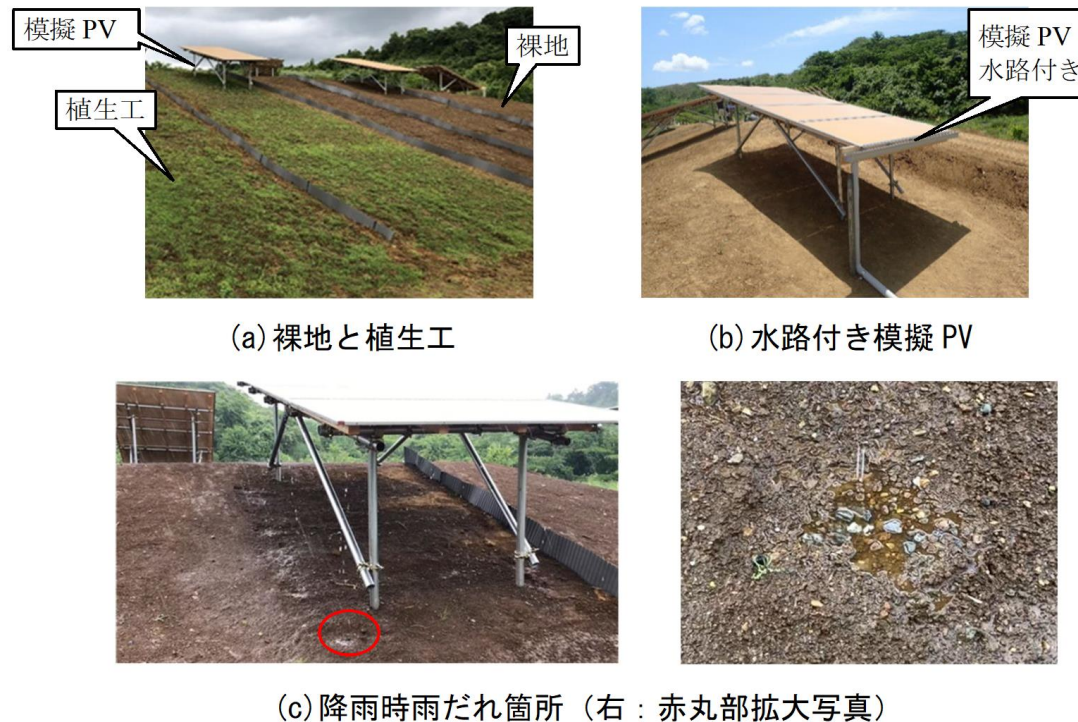 模擬 PV
裸地
植生工
模擬 PV
水路付き
(a)裸地と植生工
(b)水路付き模擬 PV
(c)降雨時雨だれ箇所（右：赤丸部拡大写真）